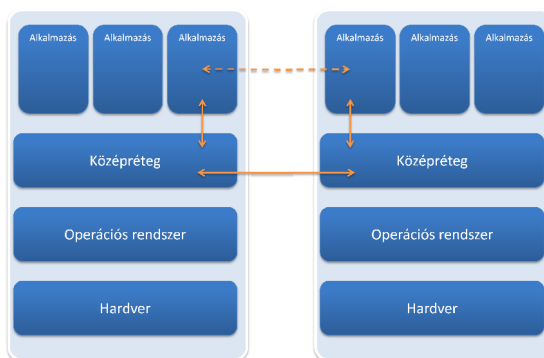 Alkalmazás
Alkalmazás
Alkalmazás
Középréteg
Operációs rendszer
Hardver
Alkalmazás
Alkalmazás
Alkalmazás
Középréteg
Operációs rendszer
Hardver